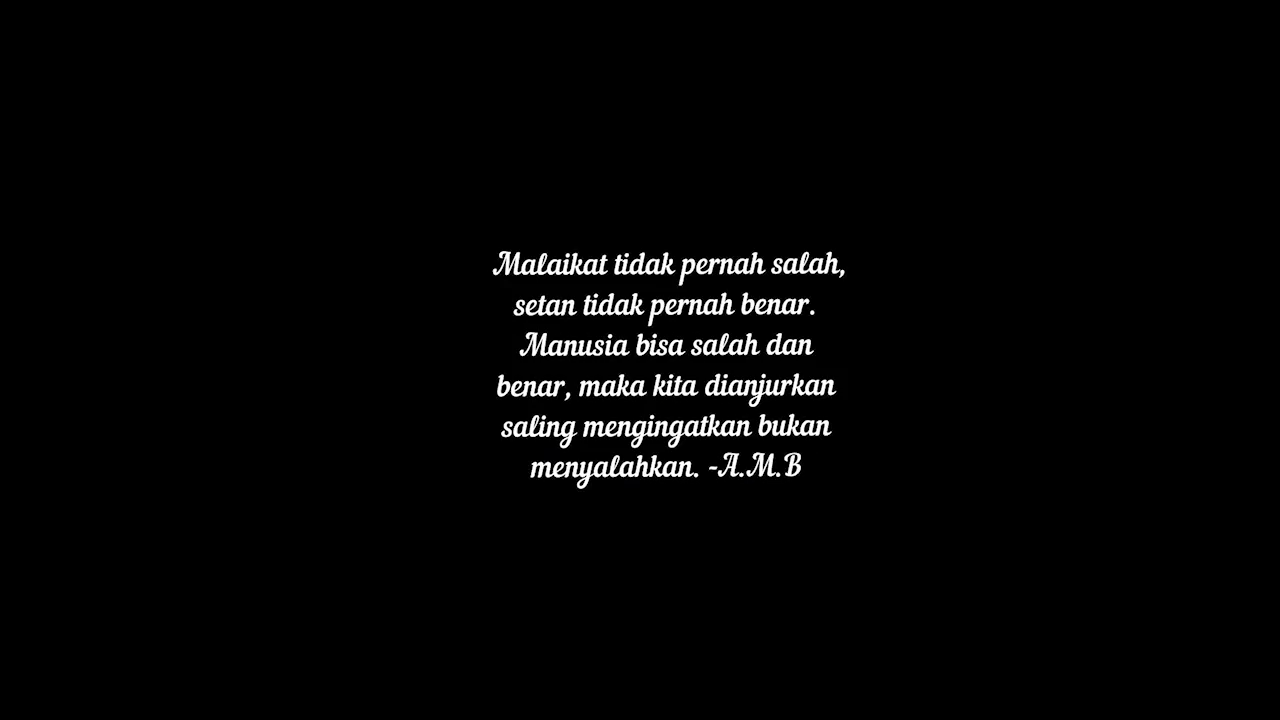 Malaikat tidak pernah salah,
setan tidak pernah benar.
Manusia bisa salah dan
benar, maka kita dianjurkan
saling mengingatkan bukan
menyalahkan. -A.M.B